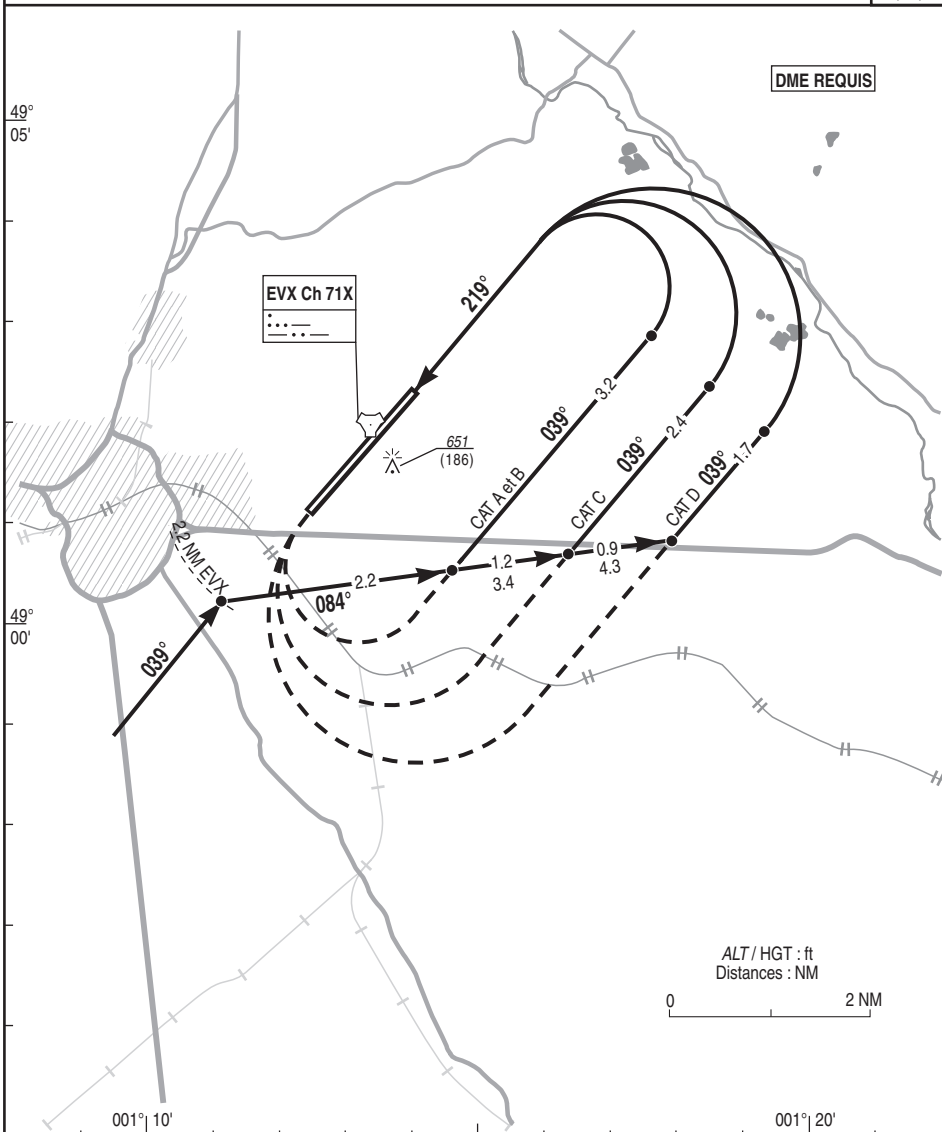 DME REQUIS
49°
05'
EVX Ch 71X
219°
651
(186)
3.2
039°
2.4
039°
1.7
039°
CAT A et B
CAT C
CAT D
2.2 NM EVX
2.2
084°
1.2
3.4
0.9
4.3
49°
00'
039°
ALT / HGT : ft
Distances : NM
0
2 NM
001° 10'
001° 20'